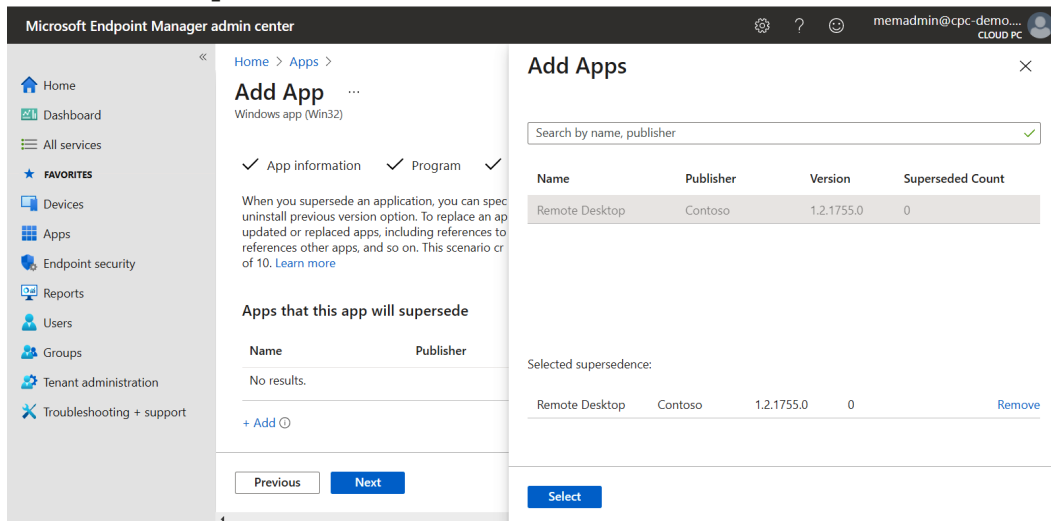 Microsoft Endpoint Manager admin center
memadmin@cpc-demo....
CLOUD PC
Home
Dashboard
All services
FAVORITES
Devices
Apps
Endpoint security
Reports
Users
Groups
Tenant administration
Troubleshooting + support
Home > Apps >
Add App ...
Windows app (Win32)
App information Program
When you supersede an application, you can spec
uninstall previous version option. To replace an ap
updated or replaced apps, including references to
references other apps, and so on. This scenario cr
of 10. Learn more
Apps that this app will supersede
Name Publisher
No results.
+ Add
Previous Next
Add Apps
Search by name, publisher
Name Publisher Version Superseded Count
Remote Desktop Contoso 1.2.1755.0 0
Selected supersedence:
Remote Desktop Contoso 1.2.1755.0 0 Remove
Select